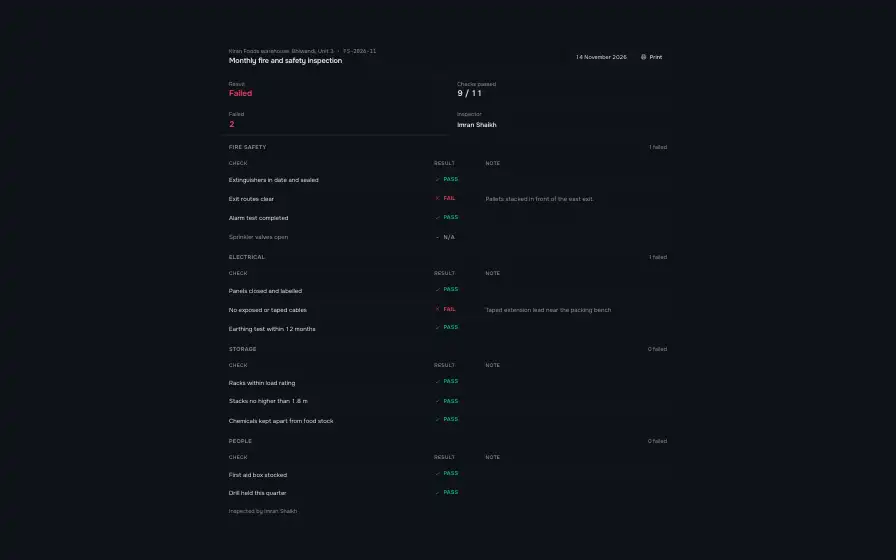 Kiran Foods warehouse, Bhiwandi, Unit 3 · FS-2026-11
Monthly fire and safety inspection
14 November 2026
Print
Result
Failed
Checks passed
9 / 11
Failed
2
Inspector
Imran Shaikh
FIRE SAFETY 1 failed
CHECK RESULT NOTE
Extinguishers in date and sealed ✓ PASS
Exit routes clear × FAIL Pallets stacked in front of the east exit.
Alarm test completed ✓ PASS
Sprinkler valves open – N/A
ELECTRICAL 1 failed
CHECK RESULT NOTE
Panels closed and labelled ✓ PASS
No exposed or taped cables × FAIL Taped extension lead near the packing bench.
Earthing test within 12 months ✓ PASS
STORAGE 0 failed
CHECK RESULT NOTE
Racks within load rating ✓ PASS
Stacks no higher than 1.8 m ✓ PASS
Chemicals kept apart from food stock ✓ PASS
PEOPLE 0 failed
CHECK RESULT NOTE
First aid box stocked ✓ PASS
Drill held this quarter ✓ PASS
Inspected by Imran Shaikh